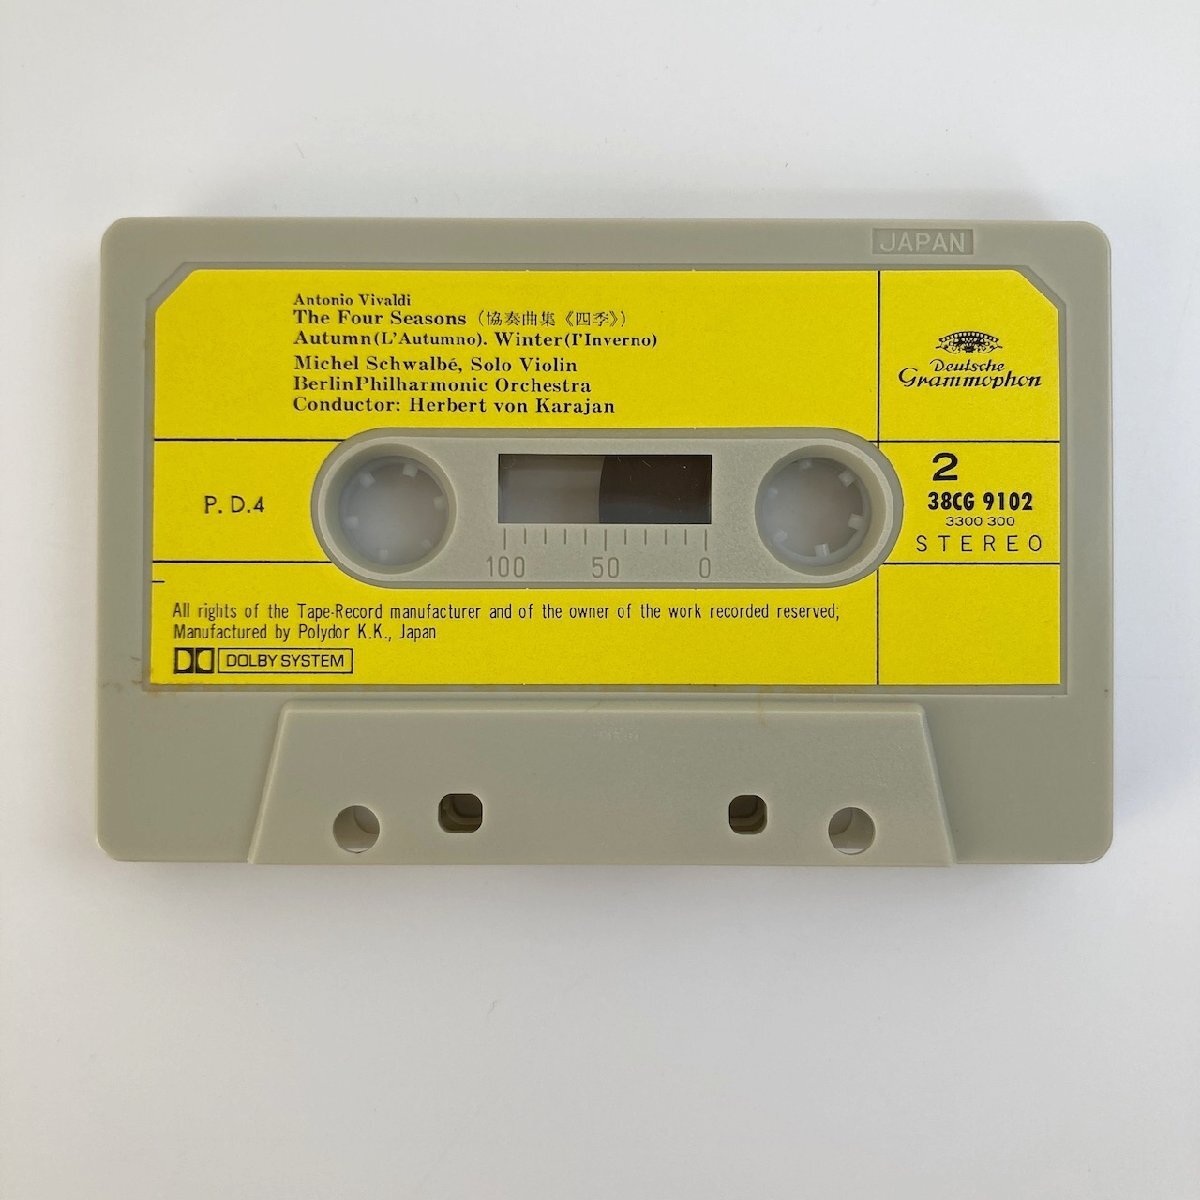 JAPAN
Antonio Vivaldi
The Four Seasons (協奏曲集《四季》)
Autumn(L'Autumno). Winter(I'Inverno)
Michel Schwalbé, Solo Violin
BerlinPhilharmonic Orchestra
Conductor: Herbert von Karajan
Deutsche
Grammophon
P. D.4
100 50 0
2
38CG 9102
3300 300
STEREO
All rights of the Tape-Record manufacturer and of the owner of the work recorded reserved;
Manufactured by Polydor K.K., Japan
DOLBY SYSTEM